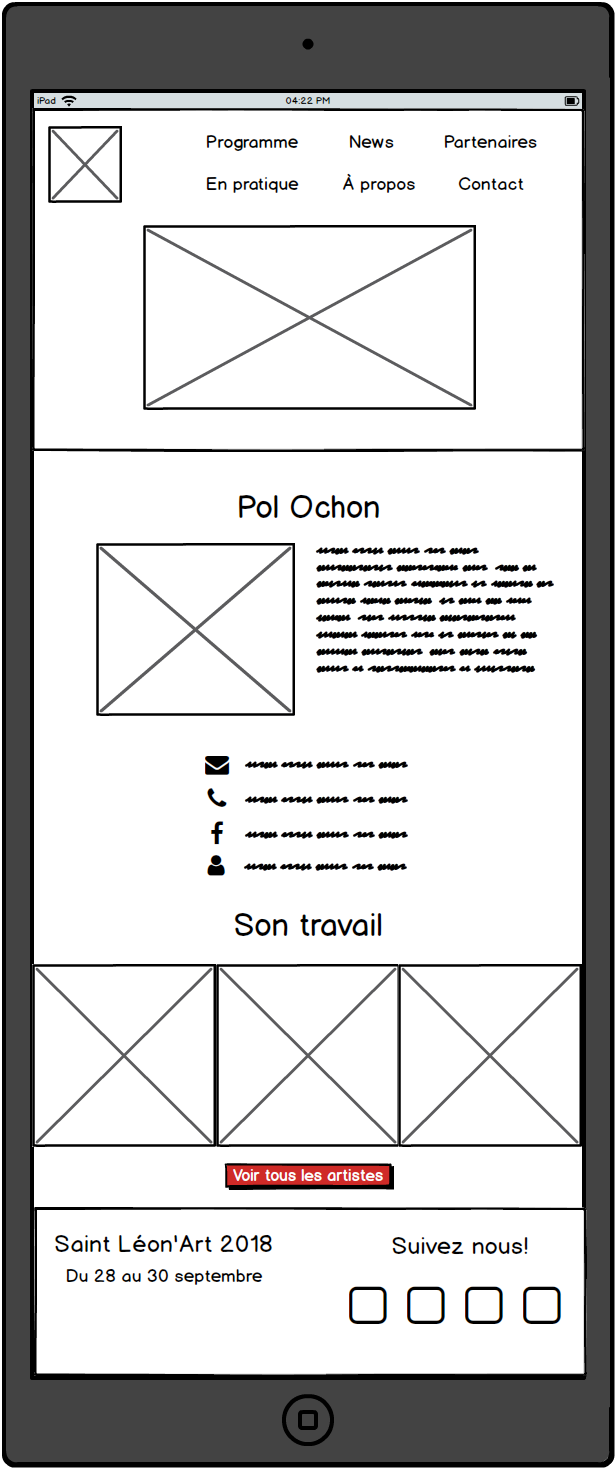 iPad 04:22 PM
Programme News Partenaires
En pratique À propos Contact
Pol Ochon
Son travail
Voir tous les artistes
Saint Léon'Art 2018 Suivez nous!
Du 28 au 30 septembre